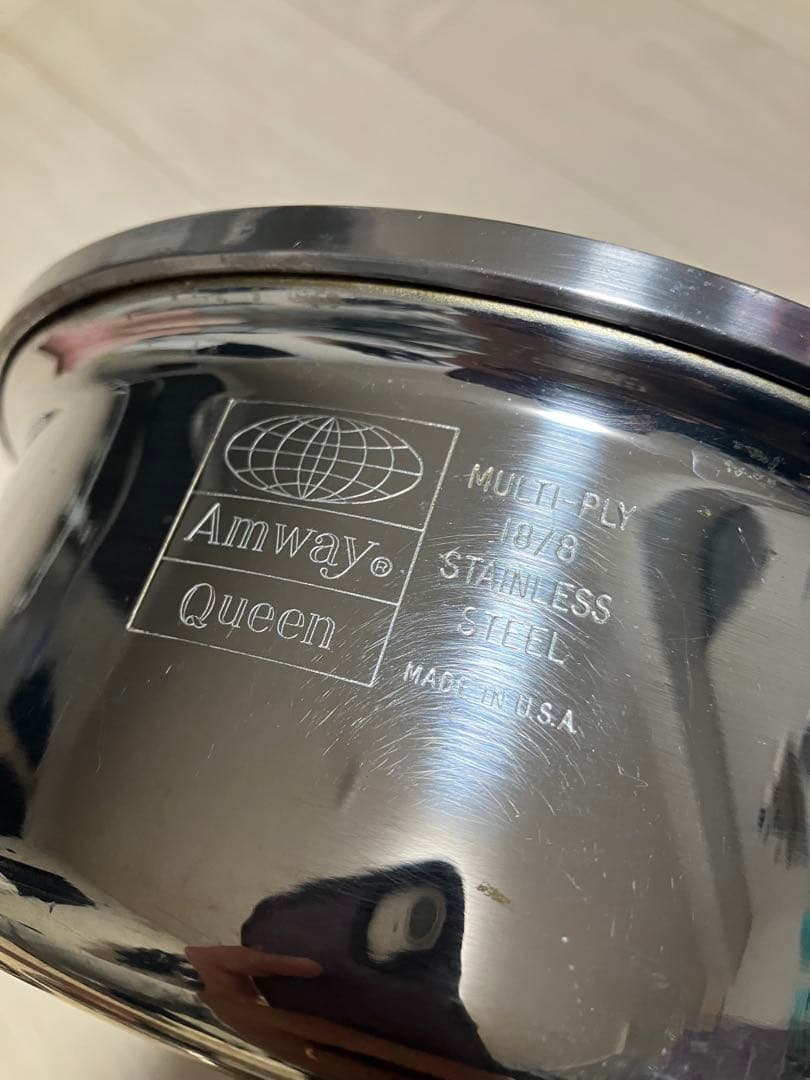 Amway®
Queen
MULTI-PLY
18/8
STAINLESS
STEEL
MADE IN U.S.A.